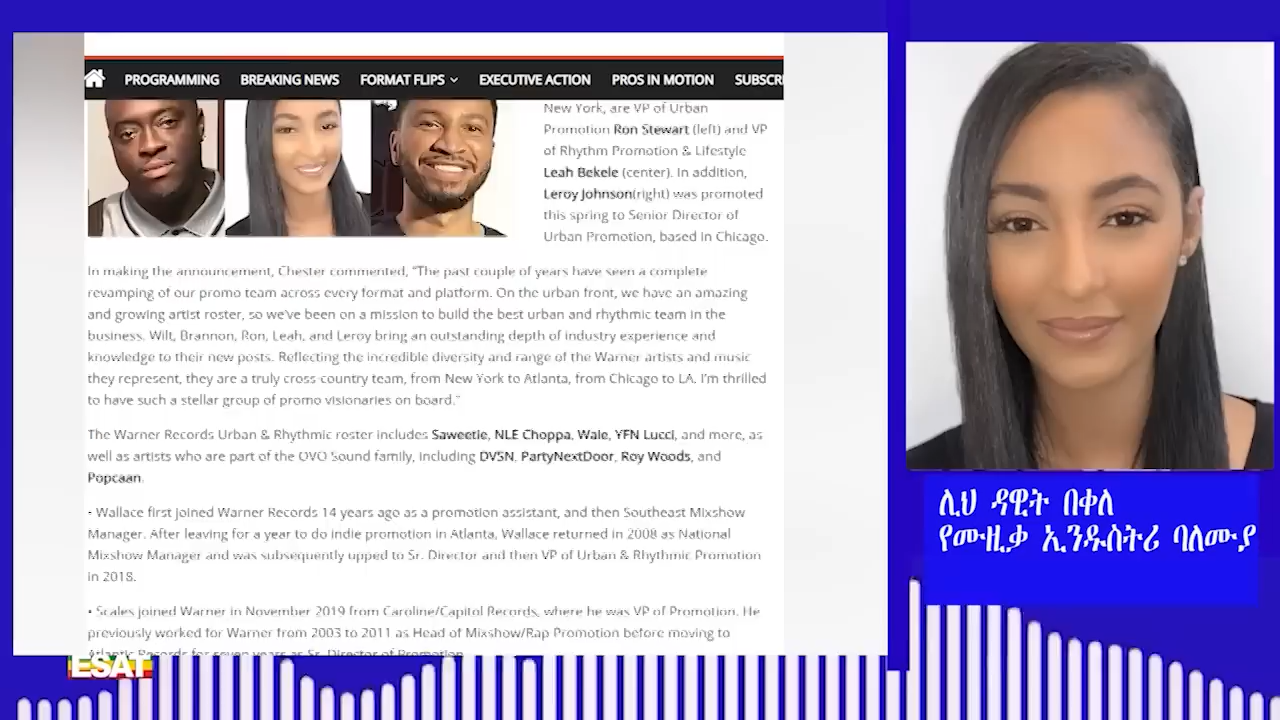 PROGRAMMING BREAKING NEWS FORMAT FLIPS EXECUTIVE ACTION PROS IN MOTION SUBSCRI
New York, are VP of Urban
Promotion Ron Stewart (left) and VP
of Rhythm Promotion & Lifestyle
Leah Bekele (center). In addition,
Leroy Johnson(right) was promoted
this spring to Senior Director of
Urban Promotion, based in Chicago.
In making the announcement, Chester commented, “The past couple of years have seen a complete
revamping of our promo team across every format and platform. On the urban front, we have an amazing
and growing artist roster, so we’ve been on a mission to build the best urban and rhythmic team in the
business. Wilt, Brannon, Ron, Leah, and Leroy bring an outstanding depth of industry experience and
knowledge to their new posts. Reflecting the incredible diversity and range of the Warner artists and music
they represent, they are a truly cross-country team, from New York to Atlanta, from Chicago to LA. I’m thrilled
to have such a stellar group of promo visionaries on board.”
The Warner Records Urban & Rhythmic roster includes Saweetie, NLE Choppa, Wale, YFN Lucci, and more, as
well as artists who are part of the OVO Sound family, including DVSN, PartyNextDoor, Roy Woods, and
Popcaan.
• Wallace first joined Warner Records 14 years ago as a promotion assistant, and then Southeast Mixshow
Manager. After leaving for a year to do indie promotion in Atlanta, Wallace returned in 2008 as National
Mixshow Manager and was subsequently upped to Sr. Director and then VP of Urban & Rhythmic Promotion
in 2018.
• Scales joined Warner in November 2019 from Caroline/Capitol Records, where he was VP of Promotion. He
previously worked for Warner from 2003 to 2011 as Head of Mixshow/Rap Promotion before moving to
Atlantic Records for seven years as Sr. Director of Promotion.
ሊህ ዳዊት በቀለ
የሙዚቃ ኢንዱስትሪ ባለሙያ
ESAT